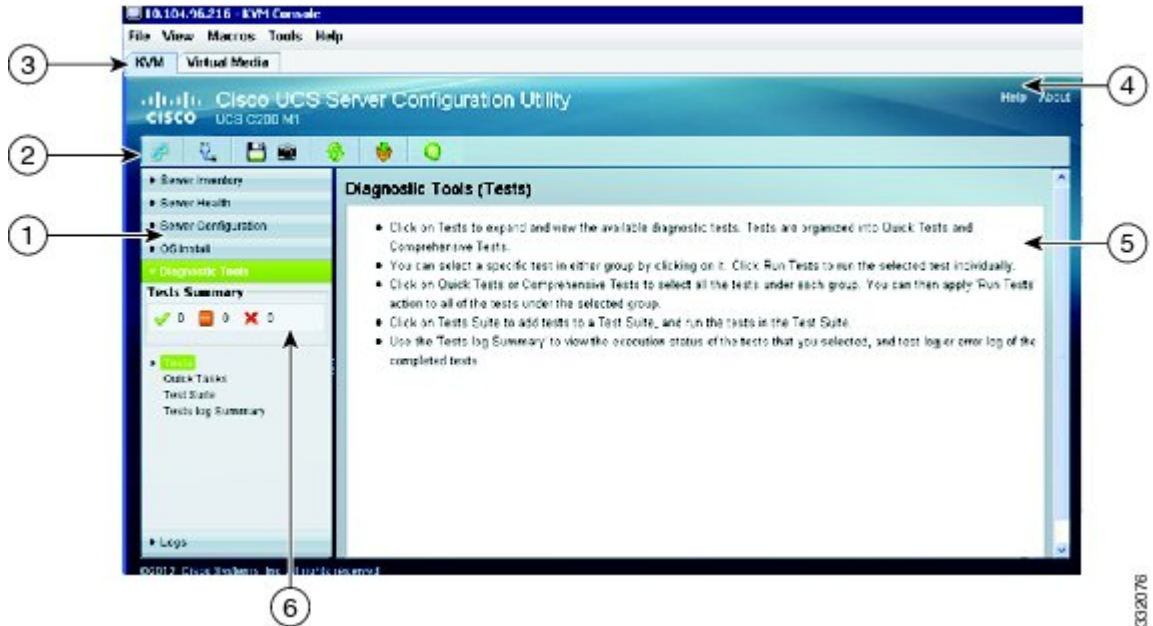 10.104.96.216 - KVM Console
File View Macros Tools Help
KVM Virtual Media
3
4
Cisco UCS Server Configuration Utility
CISCO UCS C200 M1
Help About
2
Server Inventory
Server Health
1
Server Configuration
OS Install
Diagnostic Tools
Tests Summary
0 0 0
Tests
Quick Tasks
Test Suite
Tests log Summary
Logs
Diagnostic Tools (Tests)
Click on Tests to expand and view the available diagnostic tests. Tests are organized into Quick Tests and
Comprehensive Tests.
You can select a specific test in either group by clicking on it. Click Run Tests to run the selected test individually.
Click on Quick Tests or Comprehensive Tests to select all the tests under each group. You can then apply 'Run Tests'
action to all of the tests under the selected group.
Click on Tests Suite to add tests to a Test Suite, and run the tests in the Test Suite.
Use the 'Tests log Summary' to view the execution status of the tests that you selected, and test log or error log of the
completed tests
5
©2012 Cisco Systems, Inc. All rights reserved
6
332076